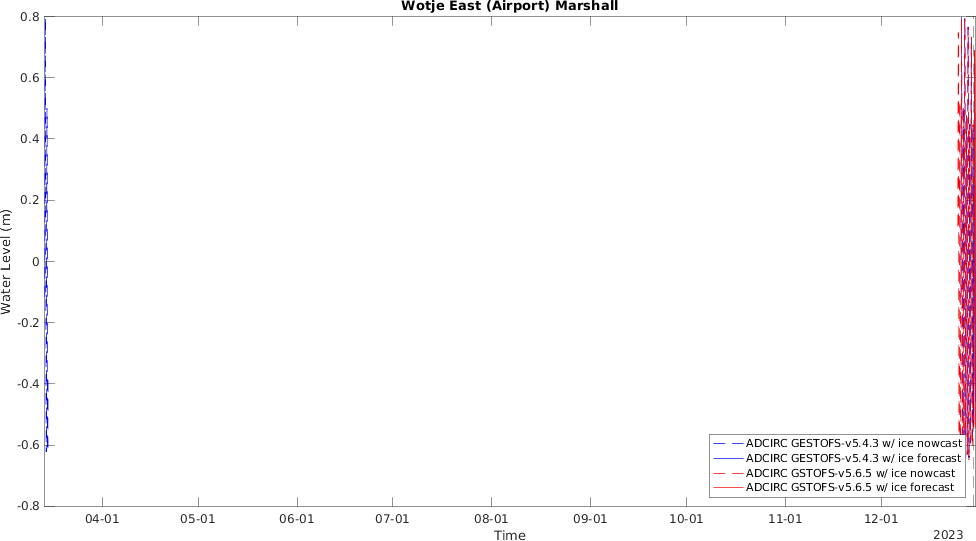 Wotje East (Airport) Marshall
Water Level (m)
0.8
0.6
0.4
0.2
0
-0.2
-0.4
-0.6
-0.8
ADCIRC GESTOFS-v5.4.3 w/ ice nowcast
ADCIRC GESTOFS-v5.4.3 w/ ice forecast
ADCIRC GSTOFS-v5.6.5 w/ ice nowcast
ADCIRC GSTOFS-v5.6.5 w/ ice forecast
04-01 05-01 06-01 07-01 08-01 09-01 10-01 11-01 12-01
Time
2023